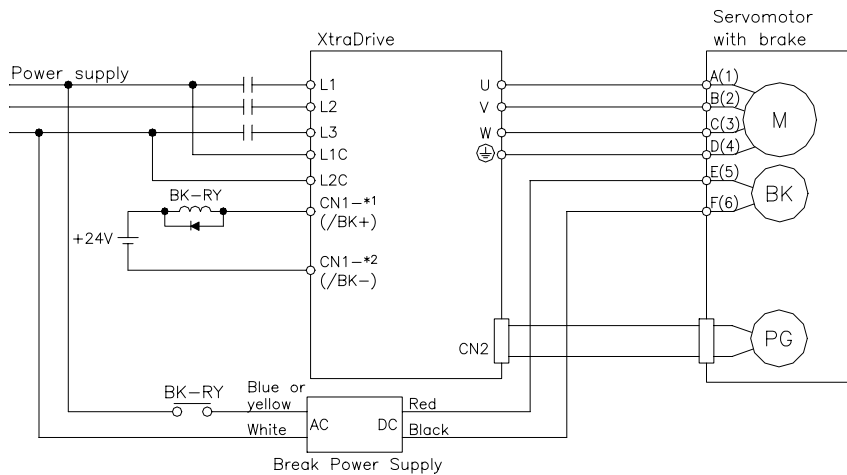 Servomotor
with brake
XtraDrive
Power supply
L1
L2
L3
L1C
L2C
BK-RY
CN1-*1
(/BK+)
+24V
CN1-*2
(/BK-)
U
V
W
A(1)
B(2)
C(3)
D(4)
E(5)
F(6)
M
BK
CN2
PG
BK-RY
Blue or
yellow
White
AC
DC
Red
Black
Break Power Supply